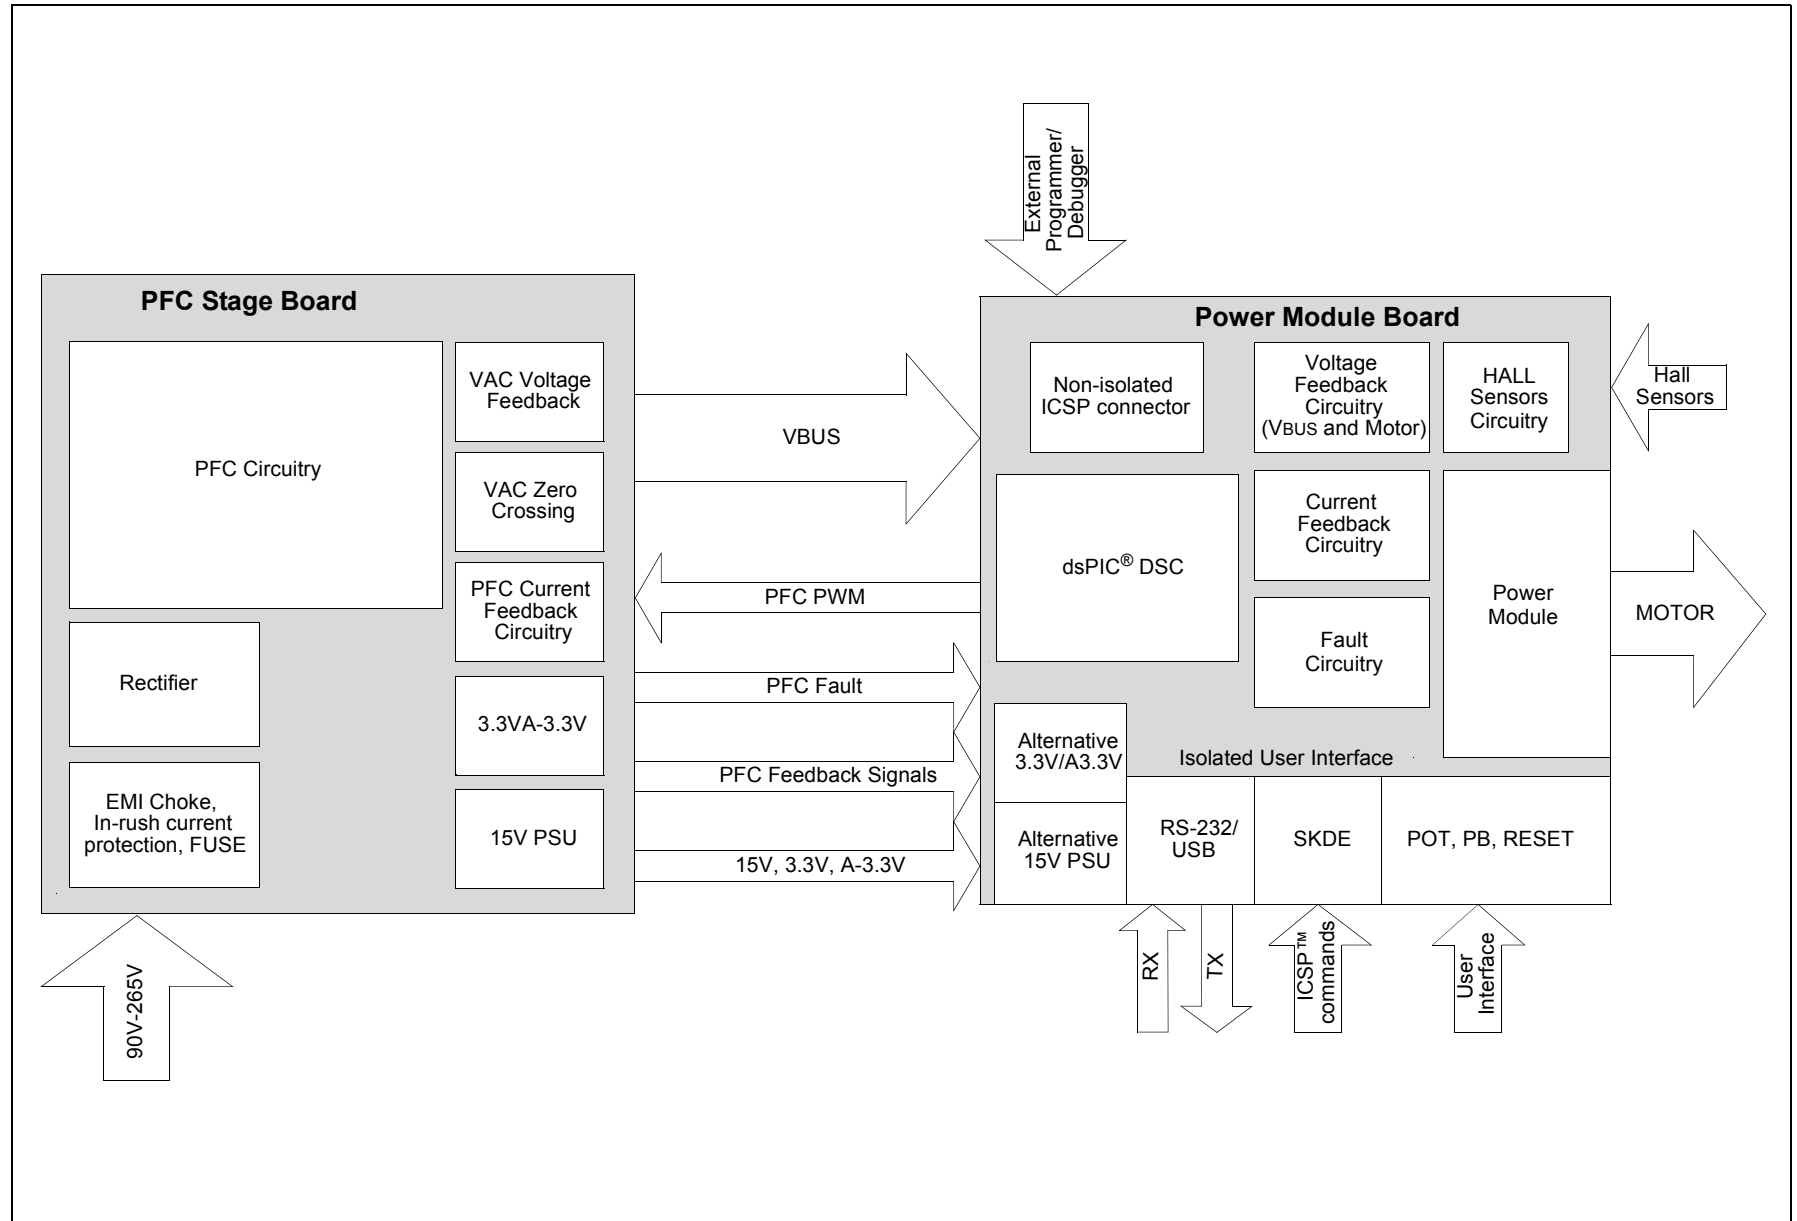 External
Programmer/
Debugger
PFC Stage Board
PFC Circuitry
VAC Voltage
Feedback
VAC Zero
Crossing
PFC Current
Feedback
Circuitry
Rectifier
3.3VA-3.3V
EMI Choke,
In-rush current
protection, FUSE
15V PSU
90V-265V
VBUS
PFC PWM
PFC Fault
PFC Feedback Signals
15V, 3.3V, A-3.3V
Power Module Board
Non-isolated
ICSP connector
Voltage
Feedback
Circuitry
(VBUS and Motor)
HALL
Sensors
Circuitry
Hall
Sensors
dsPIC® DSC
Current
Feedback
Circuitry
Power
Module
MOTOR
Fault
Circuitry
Alternative
3.3V/A3.3V
Isolated User Interface
Alternative
15V PSU
RS-232/
USB
SKDE
POT, PB, RESET
RX
TX
ICSP™
commands
User
Interface